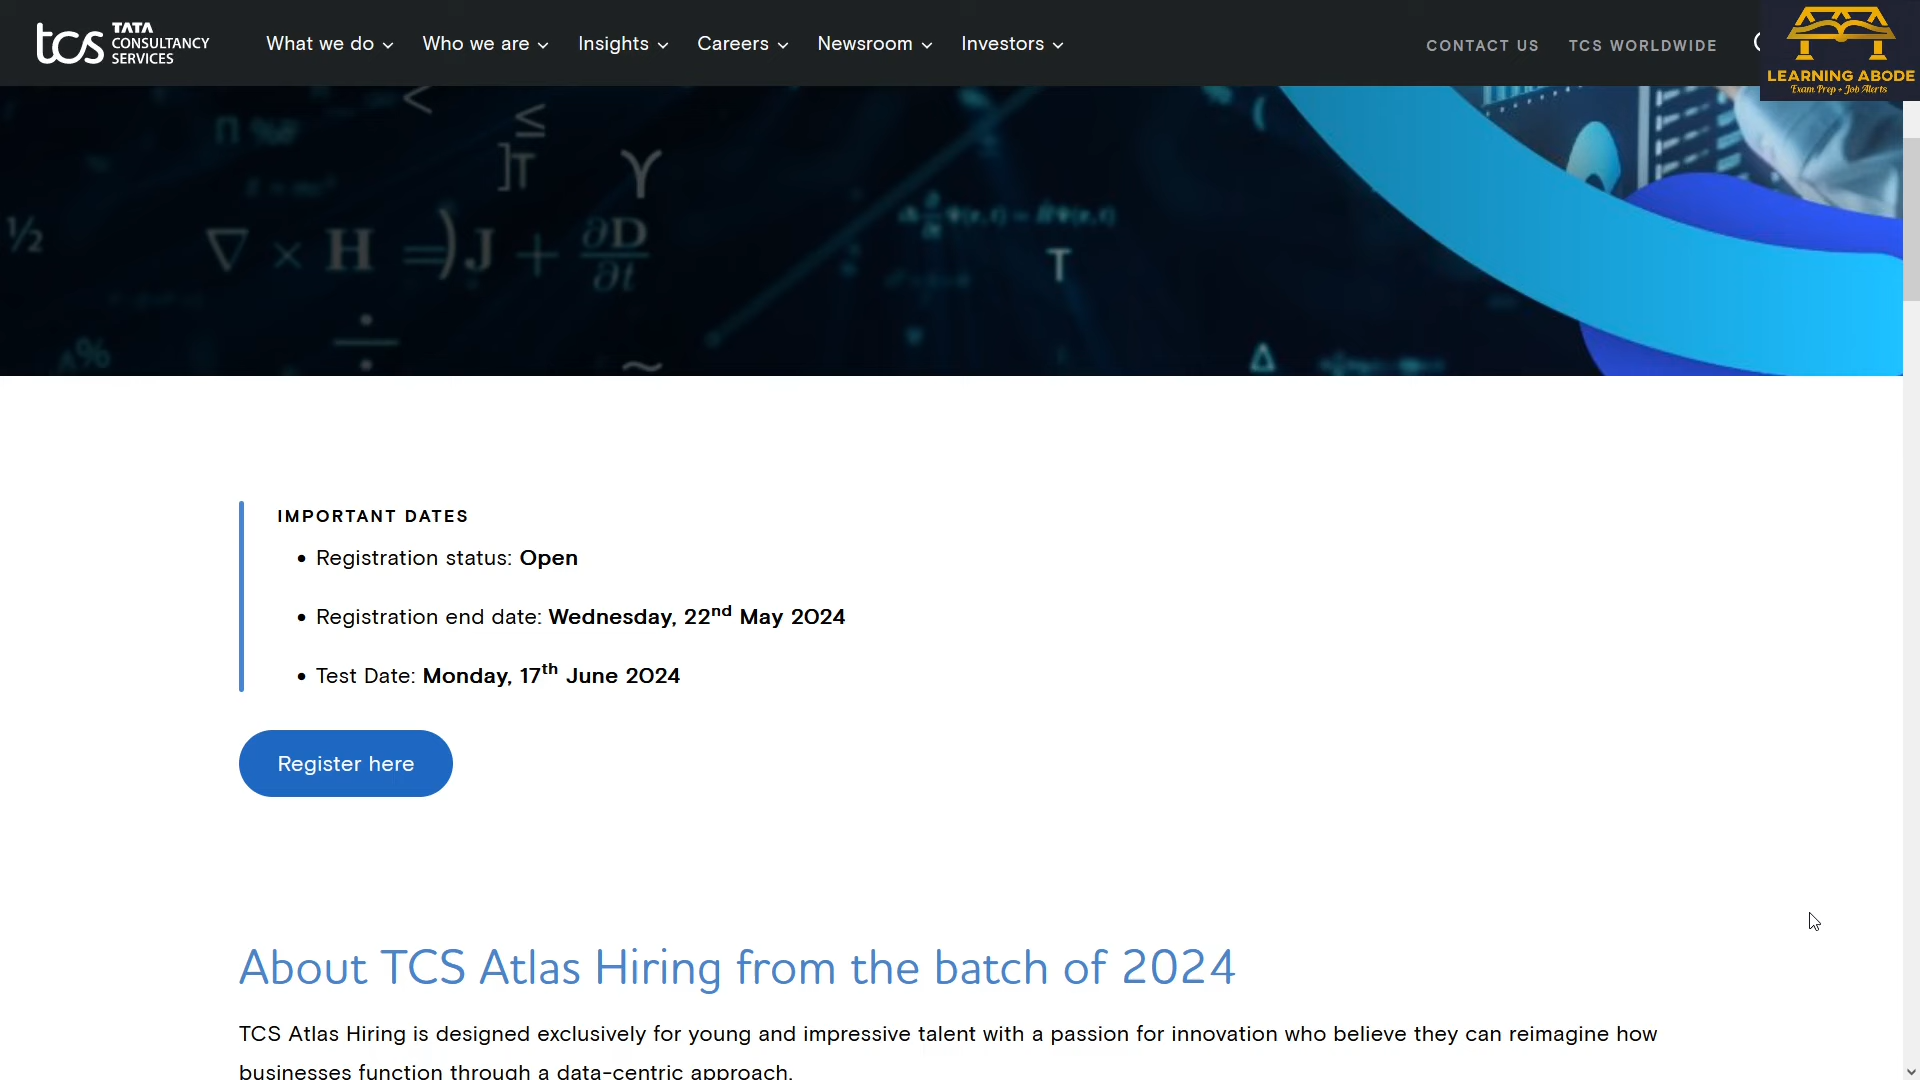 tcs TATA CONSULTANCY SERVICES
What we do Who we are Insights Careers Newsroom Investors CONTACT US TCS WORLDWIDE
LEARNING ABODE
Exam Prep + Job Alerts
½
∇ × H = ) J + ∂D/∂t
IMPORTANT DATES
• Registration status: Open
• Registration end date: Wednesday, 22nd May 2024
• Test Date: Monday, 17th June 2024
Register here
About TCS Atlas Hiring from the batch of 2024
TCS Atlas Hiring is designed exclusively for young and impressive talent with a passion for innovation who believe they can reimagine how
businesses function through a data-centric approach.